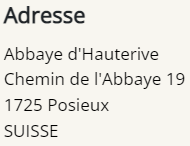 Adresse
Abbaye d'Hauterive
Chemin de l'Abbaye 19
1725 Posieux
SUISSE